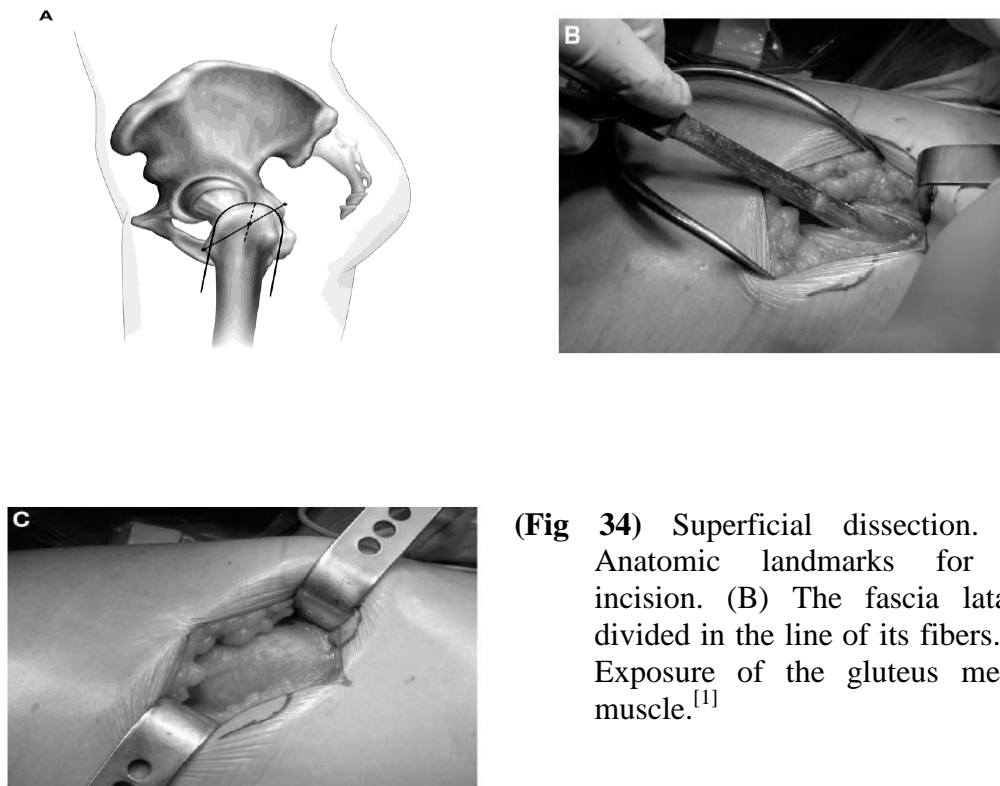 A
B
C
(Fig 34) Superficial dissection.
Anatomic landmarks for
incision. (B) The fascia lata
divided in the line of its fibers.
Exposure of the gluteus me
muscle.[1]